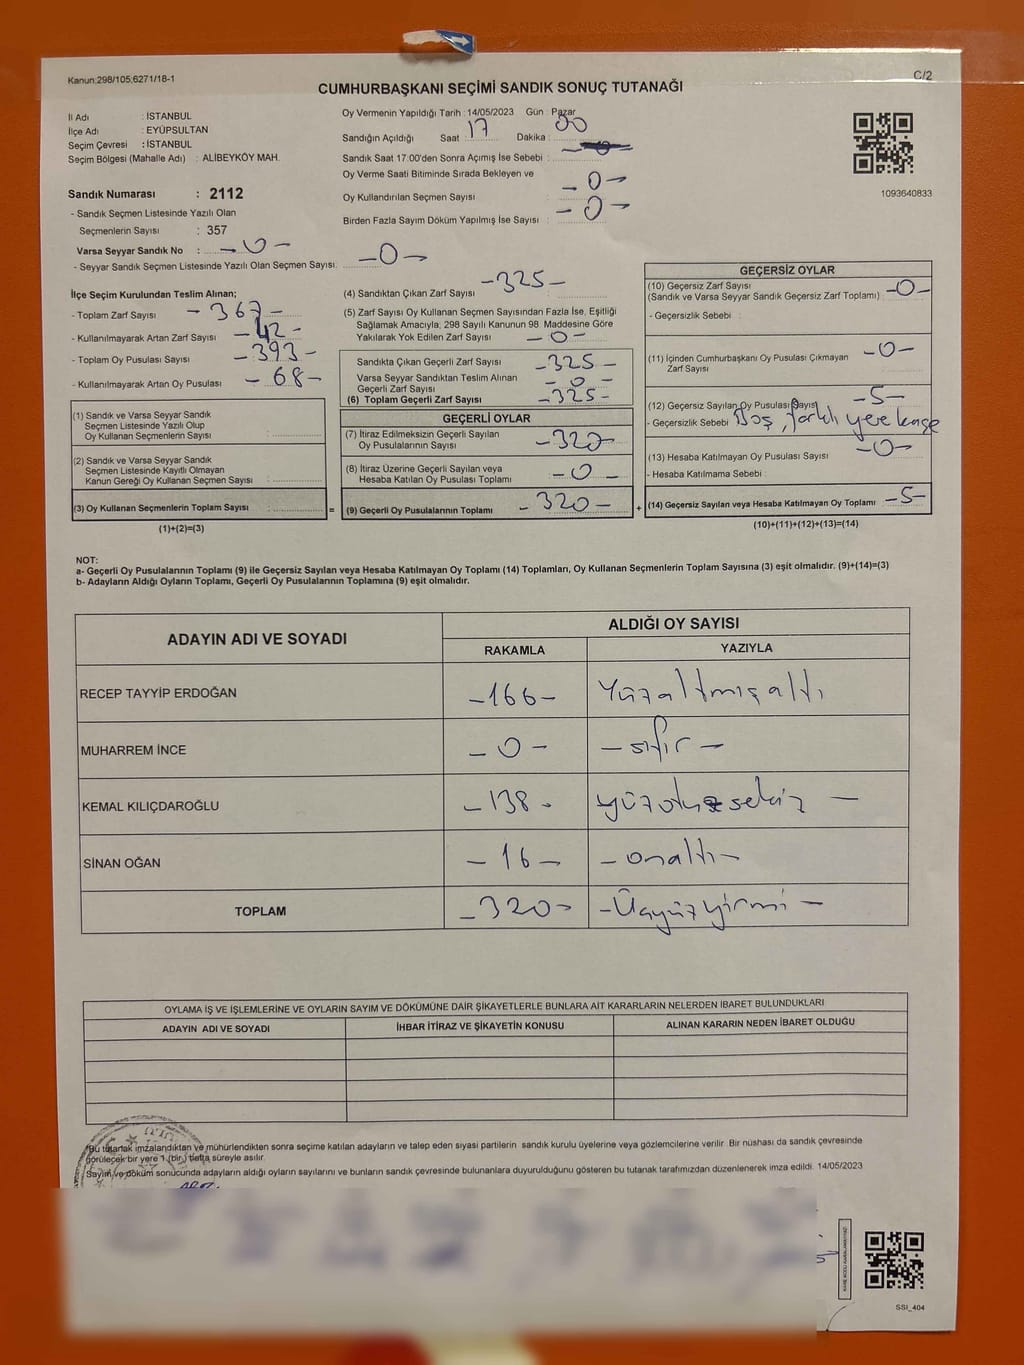 Kanun:298/105;6271/18-1
C/2
CUMHURBAŞKANI SEÇİMİ SANDIK SONUÇ TUTANAĞI
İl Adı : İSTANBUL
İlçe Adı : EYÜPSULTAN
Seçim Çevresi : İSTANBUL
Seçim Bölgesi (Mahalle Adı) : ALİBEYKÖY MAH.
Sandık Numarası : 2112
- Sandık Seçmen Listesinde Yazılı Olan
Seçmenlerin Sayısı : 357
Varsa Seyyar Sandık No : -0-
- Seyyar Sandık Seçmen Listesinde Yazılı Olan Seçmen Sayısı: -0-
Oy Vermenin Yapıldığı Tarih : 14/05/2023 Gün : Pazar
Sandığın Açıldığı Saat : 17 Dakika : 00
Sandık Saat 17:00'den Sonra Açımış İse Sebebi :
Oy Verme Saati Bitiminde Sırada Bekleyen ve
Oy Kullandırılan Seçmen Sayısı : -0-
Birden Fazla Sayım Döküm Yapılmış İse Sayısı : -0-
1093640833
İlçe Seçim Kurulundan Teslim Alınan;
- Toplam Zarf Sayısı -367-
- Kullanılmayarak Artan Zarf Sayısı -42-
- Toplam Oy Pusulası Sayısı -393-
- Kullanılmayarak Artan Oy Pusulası -68-
(1) Sandık ve Varsa Seyyar Sandık
Seçmen Listesinde Yazılı Olup
Oy Kullanan Seçmenlerin Sayısı :
(2) Sandık ve Varsa Seyyar Sandık
Seçmen Listesinde Kayıtlı Olmayan
Kanun Gereği Oy Kullanan Seçmen Sayısı :
(3) Oy Kullanan Seçmenlerin Toplam Sayısı : =
(1)+(2)=(3)
(4) Sandıktan Çıkan Zarf Sayısı -325-
(5) Zarf Sayısı Oy Kullanan Seçmen Sayısından Fazla İse, Eşitliği
Sağlamak Amacıyla; 298 Sayılı Kanunun 98. Maddesine Göre
Yakılarak Yok Edilen Zarf Sayısı -0-
Sandıkta Çıkan Geçerli Zarf Sayısı -325-
Varsa Seyyar Sandıktan Teslim Alınan
Geçerli Zarf Sayısı -0-
(6) Toplam Geçerli Zarf Sayısı -325-
GEÇERLİ OYLAR
(7) İtiraz Edilmeksizin Geçerli Sayılan
Oy Pusulalarının Sayısı -320-
(8) İtiraz Üzerine Geçerli Sayılan veya
Hesaba Katılan Oy Pusulası Toplamı -0-
(9) Geçerli Oy Pusulalarının Toplamı -320- +
GEÇERSİZ OYLAR
(10) Geçersiz Zarf Sayısı
(Sandık ve Varsa Seyyar Sandık Geçersiz Zarf Toplamı) : -0-
- Geçersizlik Sebebi :
(11) İçinden Cumhurbaşkanı Oy Pusulası Çıkmayan
Zarf Sayısı : -0-
(12) Geçersiz Sayılan Oy Pusulası Sayısı -5-
- Geçersizlik Sebebi Boş, farklı yere kaşe
(13) Hesaba Katılmayan Oy Pusulası Sayısı -0-
- Hesaba Katılmama Sebebi :
(14) Geçersiz Sayılan veya Hesaba Katılmayan Oy Toplamı -5-
(10)+(11)+(12)+(13)=(14)
NOT:
a- Geçerli Oy Pusulalarının Toplamı (9) ile Geçersiz Sayılan veya Hesaba Katılmayan Oy Toplamı (14) Toplamları, Oy Kullanan Seçmenlerin Toplam Sayısına (3) eşit olmalıdır. (9)+(14)=(3)
b- Adayların Aldığı Oyların Toplamı, Geçerli Oy Pusulalarının Toplamına (9) eşit olmalıdır.
ADAYIN ADI VE SOYADI
ALDIĞI OY SAYISI
RAKAMLA YAZIYLA
RECEP TAYYİP ERDOĞAN -166- Yüzaltmışaltı
MUHARREM İNCE -0- -sıfır-
KEMAL KILIÇDAROĞLU -138- yüzotuzsekiz-
SİNAN OĞAN -16- -onaltı-
TOPLAM -320- -Üçyüzyirmi-
OYLAMA İŞ VE İŞLEMLERİNE VE OYLARIN SAYIM VE DÖKÜMÜNE DAİR ŞİKAYETLERLE BUNLARA AİT KARARLARIN NELERDEN İBARET BULUNDUKLARI
ADAYIN ADI VE SOYADI İHBAR İTİRAZ VE ŞİKAYETİN KONUSU ALINAN KARARIN NEDEN İBARET OLDUĞU
*Bu tutanak imzalandıktan ve mühürlendikten sonra seçime katılan adayların ve talep eden siyasi partilerin sandık kurulu üyelerine veya gözlemcilerine verilir. Bir nüshası da sandık çevresinde
görülecek bir yere 1 (bir) hafta süreyle asılır.
Sayım ve döküm sonucunda adayların aldığı oyların sayılarını ve bunların sandık çevresinde bulunanlara duyurulduğunu gösteren bu tutanak tarafımızdan düzenlenerek imza edildi. 14/05/2023
SSI_404